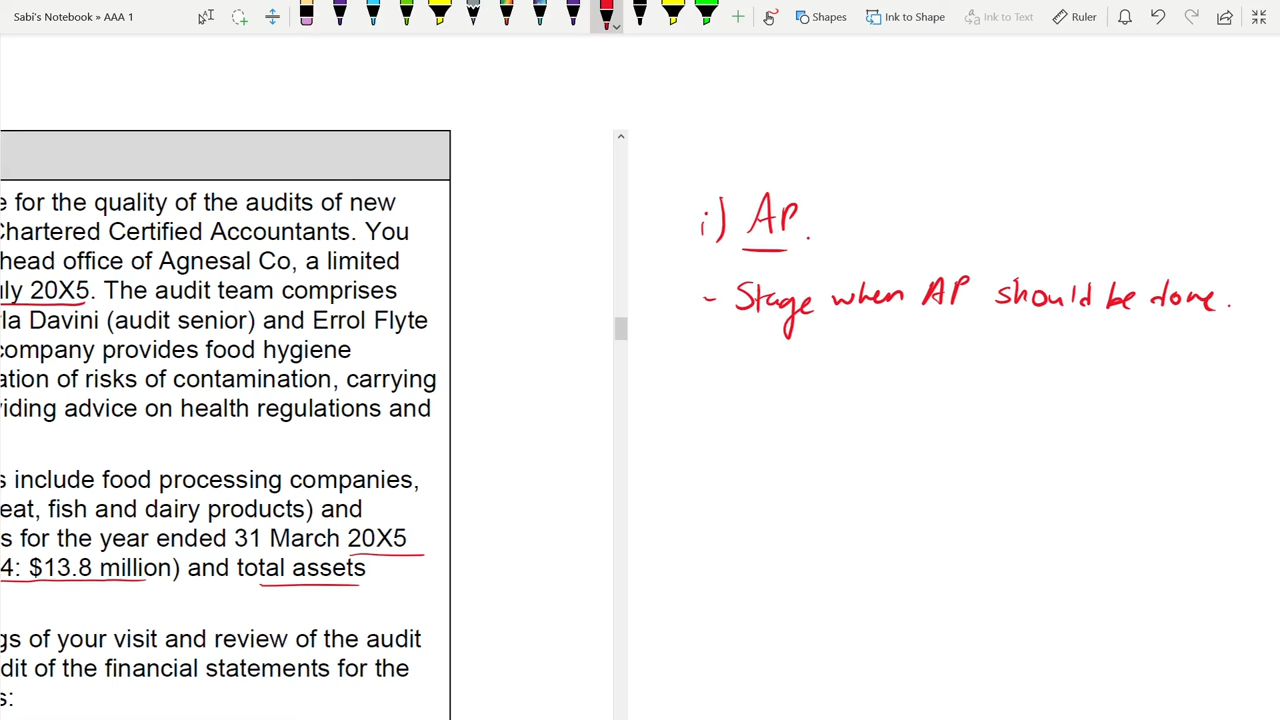 Sabi's Notebook » AAA 1
Shapes
Ink to Shape
Ink to Text
Ruler
e for the quality of the audits of new
Chartered Certified Accountants. You
head office of Agnesal Co, a limited
uly 20X5. The audit team comprises
rla Davini (audit senior) and Errol Flyte
company provides food hygiene
ation of risks of contamination, carrying
viding advice on health regulations and
s include food processing companies,
eat, fish and dairy products) and
s for the year ended 31 March 20X5
4: $13.8 million) and total assets
gs of your visit and review of the audit
dit of the financial statements for the
s:
i) AP.
- Stage when AP should be done.